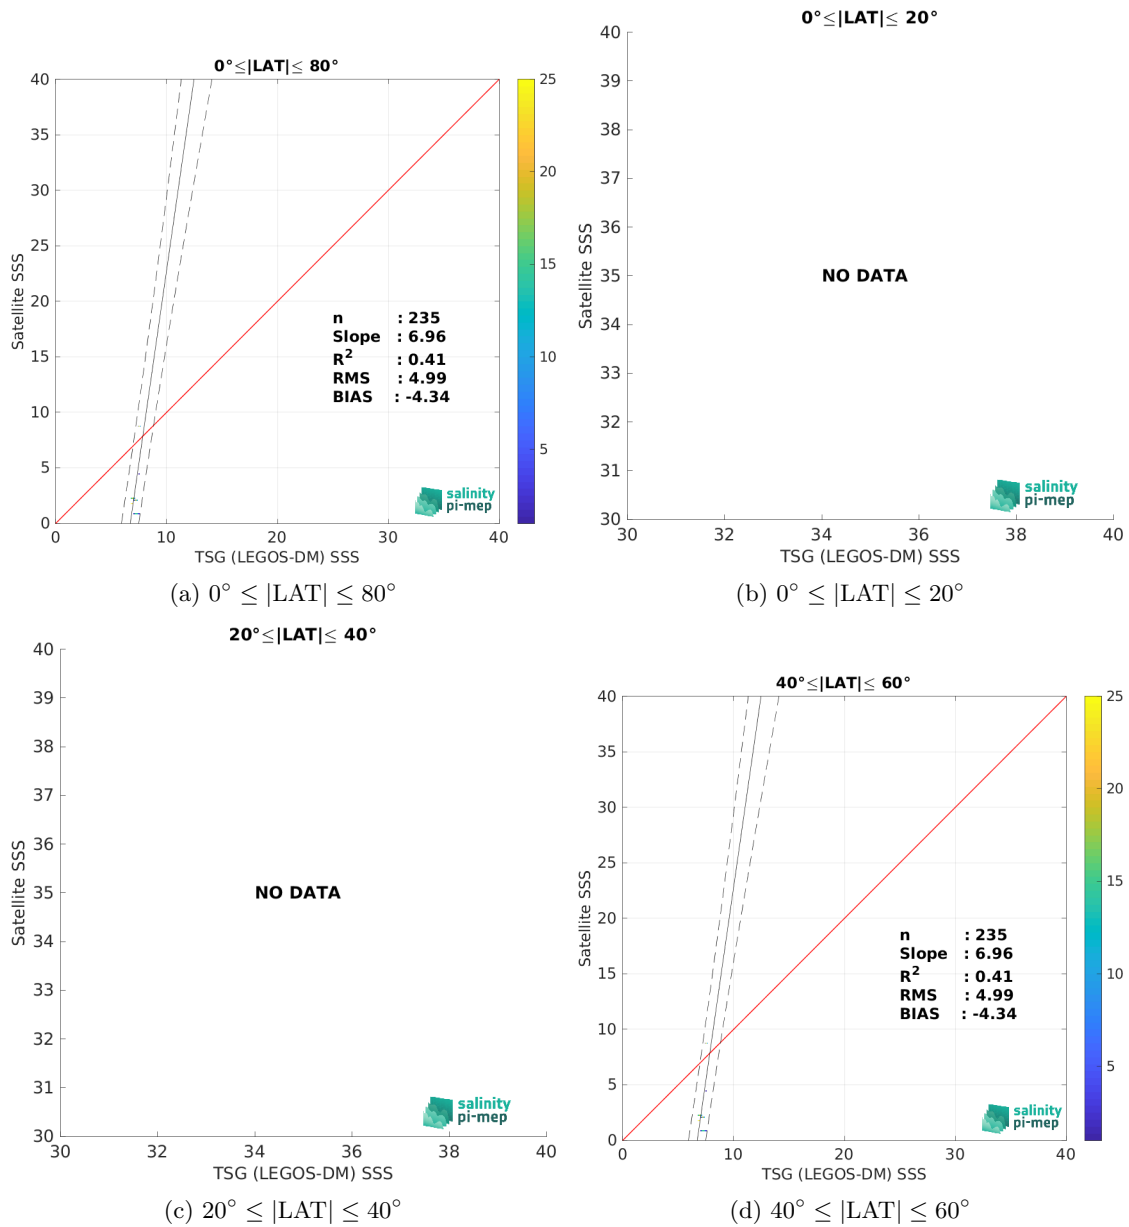 0°≤|LAT|≤ 80°
40
35
30
25
20
15
10
5
0
0
10
20
30
40
Satellite SSS
TSG (LEGOS-DM) SSS
n : 235
Slope : 6.96
R² : 0.41
RMS : 4.99
BIAS : -4.34
salinity
pi-mep
25
20
15
10
5
(a) 0° ≤ |LAT| ≤ 80°
0°≤|LAT|≤ 20°
40
39
38
37
36
35
34
33
32
31
30
30
32
34
36
38
40
Satellite SSS
TSG (LEGOS-DM) SSS
NO DATA
salinity
pi-mep
(b) 0° ≤ |LAT| ≤ 20°
20°≤|LAT|≤ 40°
40
39
38
37
36
35
34
33
32
31
30
30
32
34
36
38
40
Satellite SSS
TSG (LEGOS-DM) SSS
NO DATA
salinity
pi-mep
(c) 20° ≤ |LAT| ≤ 40°
40°≤|LAT|≤ 60°
40
35
30
25
20
15
10
5
0
0
10
20
30
40
Satellite SSS
TSG (LEGOS-DM) SSS
n : 235
Slope : 6.96
R² : 0.41
RMS : 4.99
BIAS : -4.34
salinity
pi-mep
25
20
15
10
5
(d) 40° ≤ |LAT| ≤ 60°